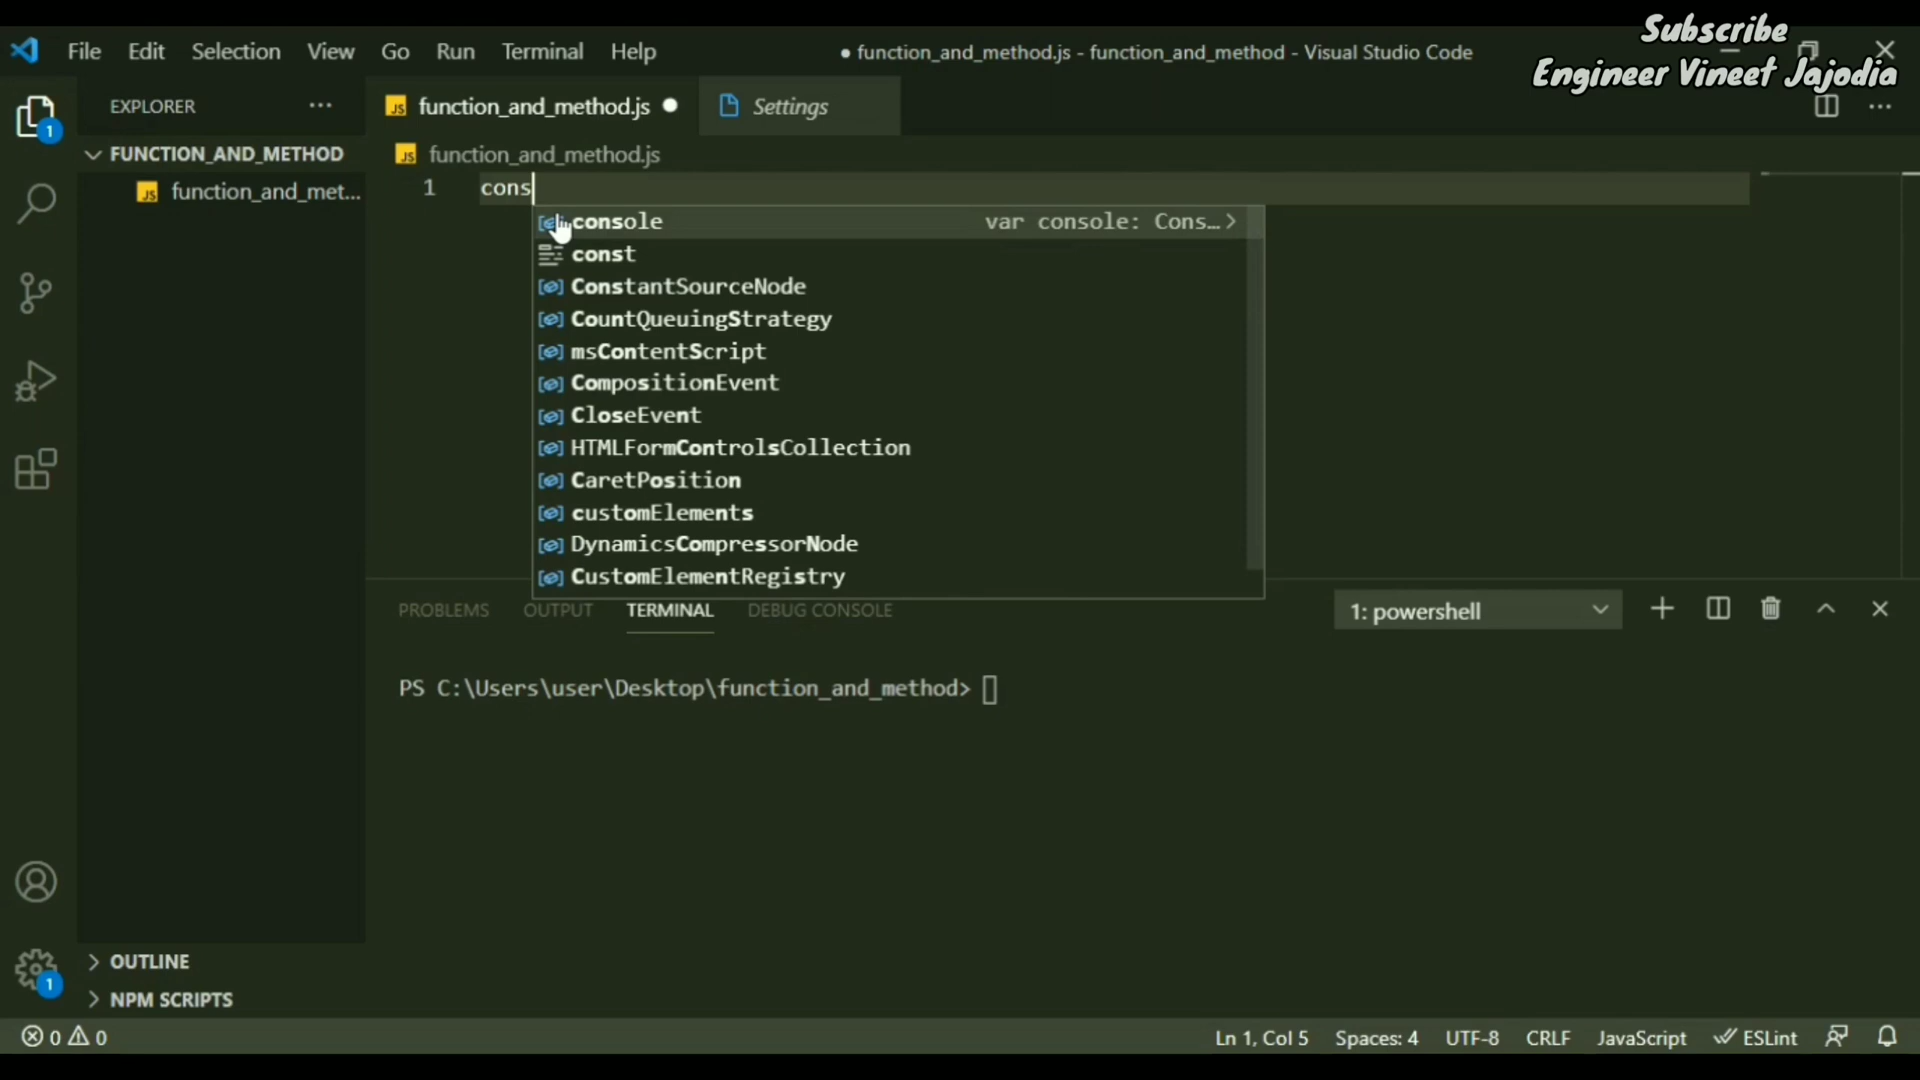 Subscribe
Engineer Vineet Jajodia
File Edit Selection View Go Run Terminal Help
● function_and_method.js - function_and_method - Visual Studio Code
EXPLORER ···
function_and_method.js ●
Settings
FUNCTION_AND_METHOD
function_and_met...
function_and_method.js
1 cons
console var console: Cons…
const
ConstantSourceNode
CountQueuingStrategy
msContentScript
CompositionEvent
CloseEvent
HTMLFormControlsCollection
CaretPosition
customElements
DynamicsCompressorNode
CustomElementRegistry
PROBLEMS OUTPUT TERMINAL DEBUG CONSOLE
1: powershell
PS C:\Users\user\Desktop\function_and_method>
1
1
OUTLINE
NPM SCRIPTS
0 0
Ln 1, Col 5 Spaces: 4 UTF-8 CRLF JavaScript ESLint